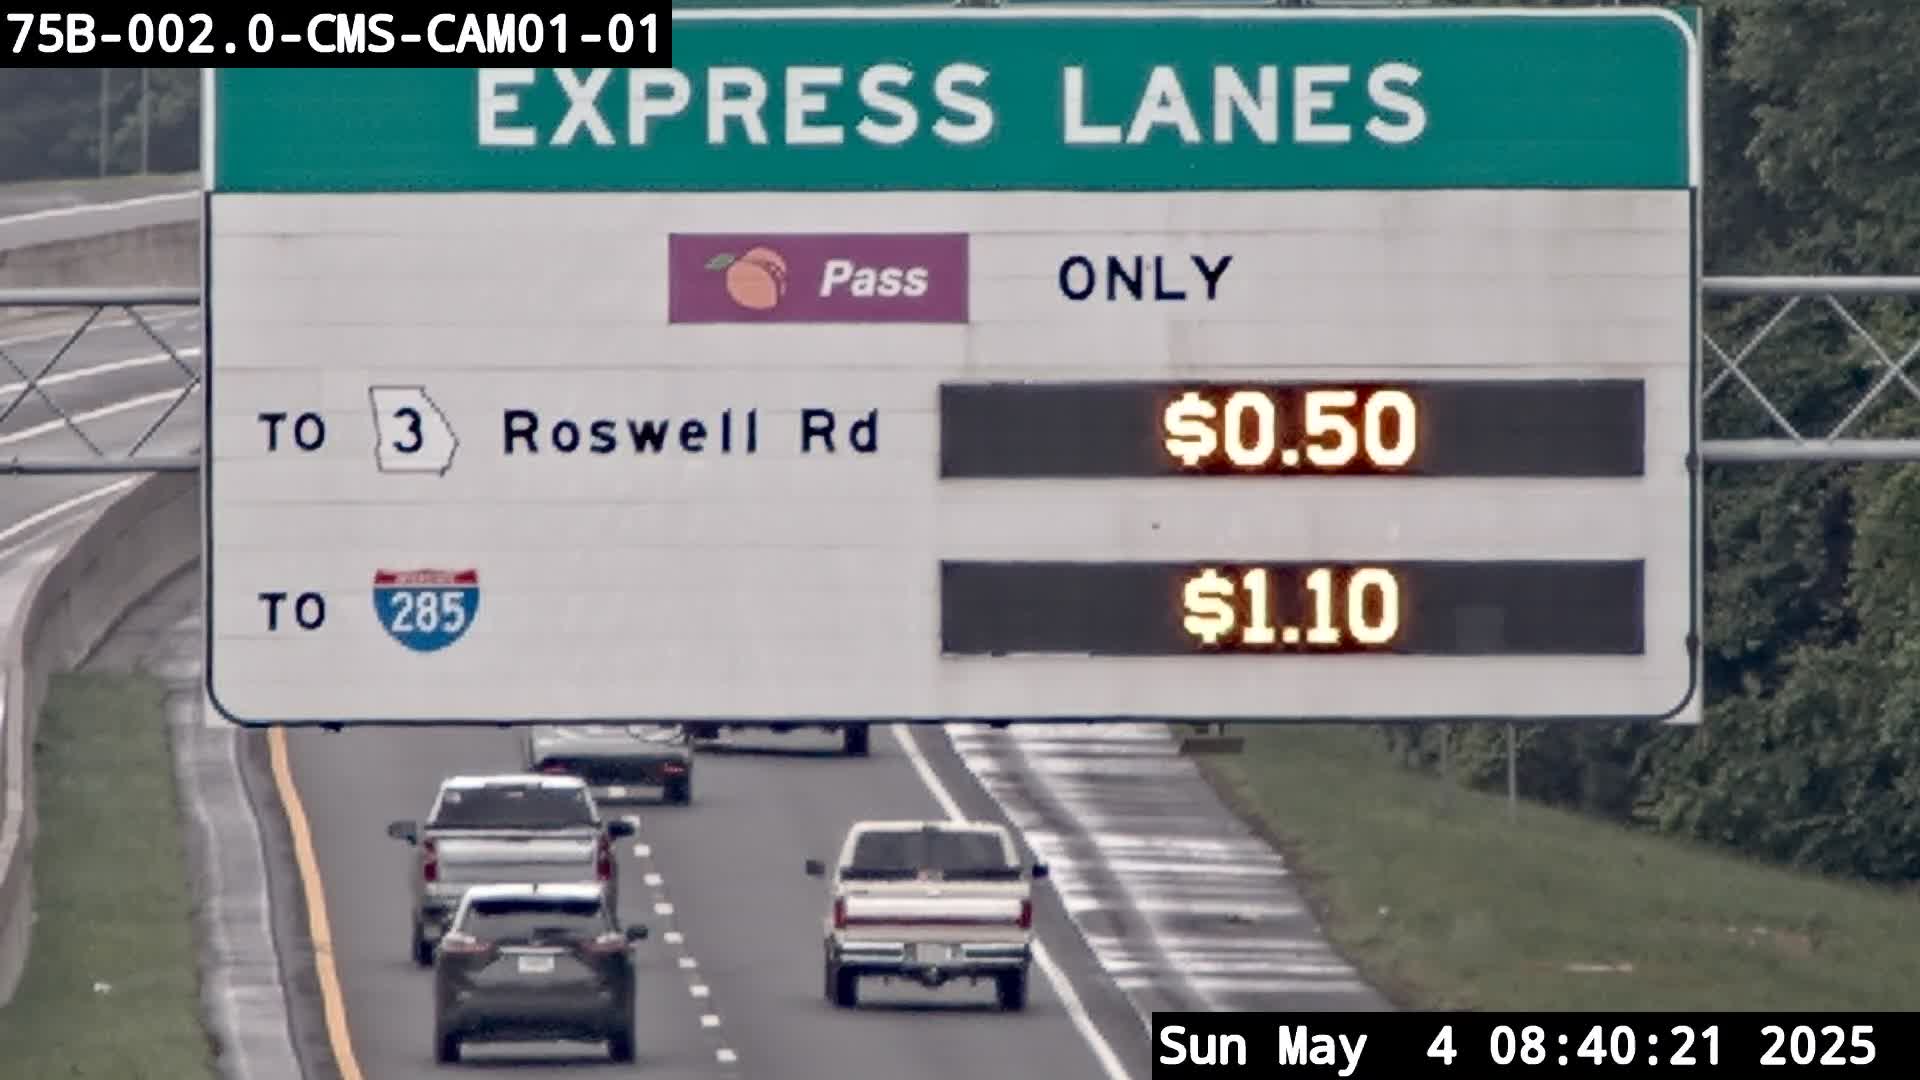 75B-002.0-CMS-CAM01-01
EXPRESS LANES
Pass ONLY
TO 3 Roswell Rd $0.50
TO 285 $1.10
Sun May 4 08:40:21 2025